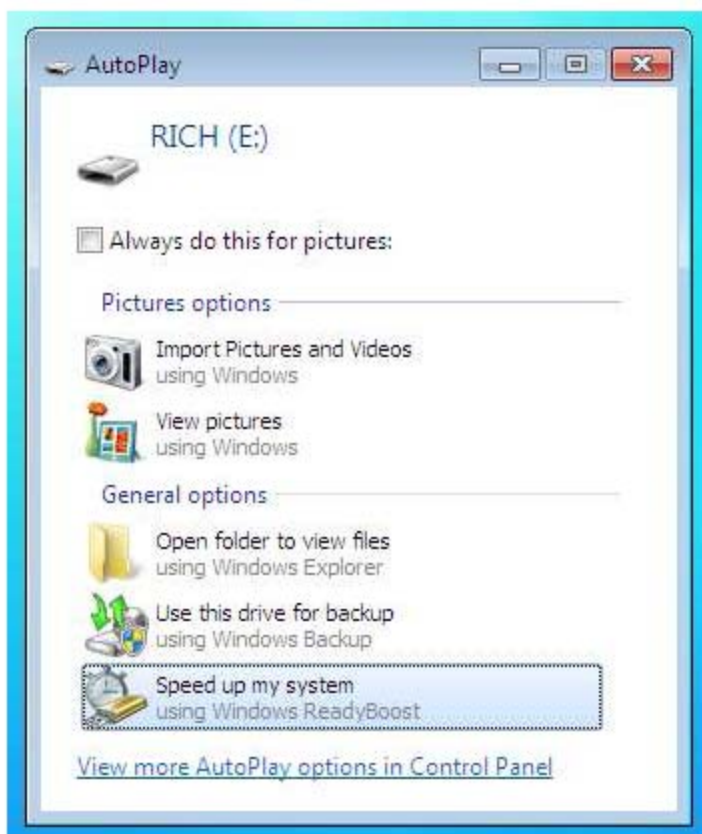 AutoPlay
RICH (E:)
Always do this for pictures:
Pictures options
Import Pictures and Videos
using Windows
View pictures
using Windows
General options
Open folder to view files
using Windows Explorer
Use this drive for backup
using Windows Backup
Speed up my system
using Windows ReadyBoost
View more AutoPlay options in Control Panel